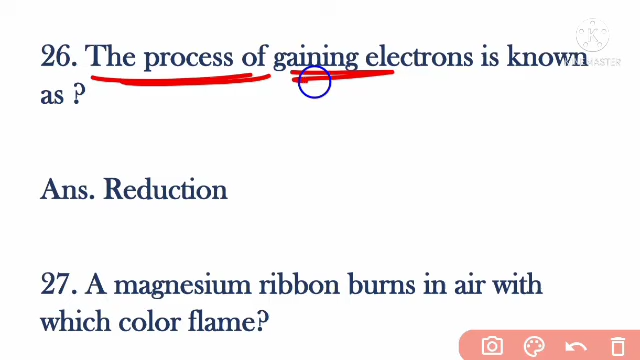 26. The process of gaining electrons is known
as ?
Ans. Reduction
27. A magnesium ribbon burns in air with
which color flame?